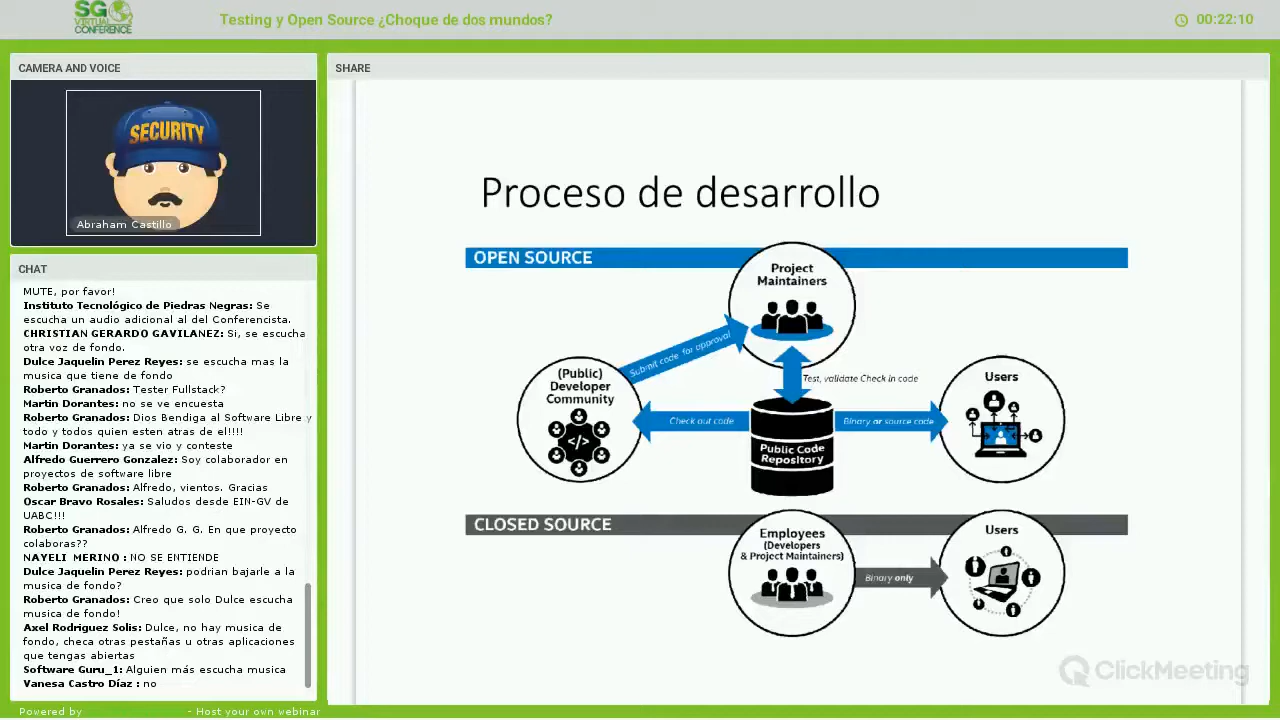 SG
VIRTUAL
CONFERENCE
Testing y Open Source ¿Choque de dos mundos?
00:22:10
CAMERA AND VOICE
SECURITY
Abraham Castillo
CHAT
MUTE, por favor!
Instituto Tecnológico de Piedras Negras: Se
escucha un audio adicional al del Conferencista.
CHRISTIAN GERARDO GAVILANEZ: Si, se escucha
otra voz de fondo.
Dulce Jaquelin Perez Reyes: se escucha mas la
musica que tiene de fondo
Roberto Granados: Tester Fullstack?
Martin Dorantes: no se ve encuesta
Roberto Granados: Dios Bendiga al Software Libre y
todo y todos quien esten atras de el!!!!
Martin Dorantes: ya se vio y conteste
Alfredo Guerrero Gonzalez: Soy colaborador en
proyectos de software libre
Roberto Granados: Alfredo, vientos. Gracias
Oscar Bravo Rosales: Saludos desde EIN-GV de
UABC!!!
Roberto Granados: Alfredo G. G. En que proyecto
colaboras??
NAYELI MERINO : NO SE ENTIENDE
Dulce Jaquelin Perez Reyes: podrian bajarle a la
musica de fondo?
Roberto Granados: Creo que solo Dulce escucha
musica de fondo!
Axel Rodriguez Solis: Dulce, no hay musica de
fondo, checa otras pestañas u otras aplicaciones
que tengas abiertas
Software Guru_1: Alguien más escucha musica
Vanesa Castro Díaz : no
Powered by - Host your own webinar
SHARE
Proceso de desarrollo
OPEN SOURCE
Project
Maintainers
Submit code for approval
(Public)
Developer
Community
</>
Test, validate Check in code
Check out code
Public Code
Repository
Binary or source code
Users
CLOSED SOURCE
Employees
(Developers
& Project Maintainers)
Binary only
Users
ClickMeeting